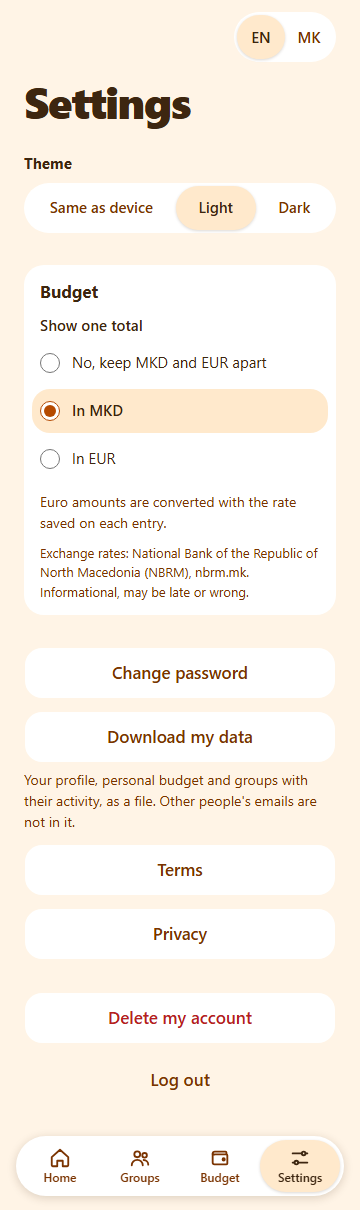 EN MK
Settings
Theme
Same as device Light Dark
Budget
Show one total
No, keep MKD and EUR apart
In MKD
In EUR
Euro amounts are converted with the rate
saved on each entry.
Exchange rates: National Bank of the Republic of
North Macedonia (NBRM), nbrm.mk.
Informational, may be late or wrong.
Change password
Download my data
Your profile, personal budget and groups with
their activity, as a file. Other people's emails are
not in it.
Terms
Privacy
Delete my account
Log out
Home Groups Budget Settings